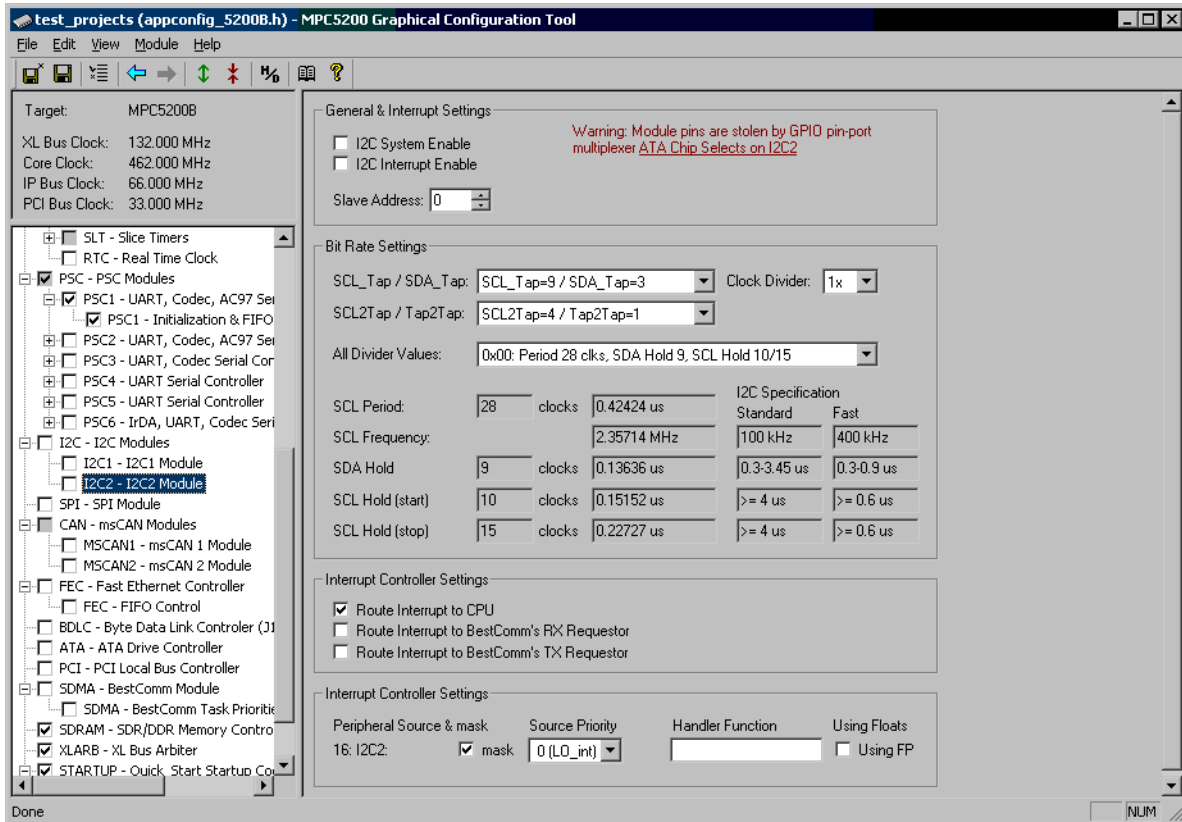 test_projects (appconfig_5200B.h) - MPC5200 Graphical Configuration Tool
File Edit View Module Help
H/D
Target: MPC5200B
XL Bus Clock: 132.000 MHz
Core Clock: 462.000 MHz
IP Bus Clock: 66.000 MHz
PCI Bus Clock: 33.000 MHz
SLT - Slice Timers
RTC - Real Time Clock
PSC - PSC Modules
PSC1 - UART, Codec, AC97 Ser
PSC1 - Initialization & FIFO
PSC2 - UART, Codec, AC97 Ser
PSC3 - UART, Codec Serial Cor
PSC4 - UART Serial Controller
PSC5 - UART Serial Controller
PSC6 - IrDA, UART, Codec Seri
I2C - I2C Modules
I2C1 - I2C1 Module
I2C2 - I2C2 Module
SPI - SPI Module
CAN - msCAN Modules
MSCAN1 - msCAN 1 Module
MSCAN2 - msCAN 2 Module
FEC - Fast Ethernet Controller
FEC - FIFO Control
BDLC - Byte Data Link Controler (J1
ATA - ATA Drive Controller
PCI - PCI Local Bus Controller
SDMA - BestComm Module
SDMA - BestComm Task Prioritie
SDRAM - SDR/DDR Memory Contro
XLARB - XL Bus Arbiter
STARTUP - Quick Start Startup Co
General & Interrupt Settings
I2C System Enable
I2C Interrupt Enable
Warning: Module pins are stolen by GPIO pin-port
multiplexer ATA Chip Selects on I2C2
Slave Address: 0
Bit Rate Settings
SCL_Tap / SDA_Tap: SCL_Tap=9 / SDA_Tap=3 Clock Divider: 1x
SCL2Tap / Tap2Tap: SCL2Tap=4 / Tap2Tap=1
All Divider Values: 0x00: Period 28 clks, SDA Hold 9, SCL Hold 10/15
I2C Specification
Standard Fast
SCL Period: 28 clocks 0.42424 us
SCL Frequency: 2.35714 MHz 100 kHz 400 kHz
SDA Hold 9 clocks 0.13636 us 0.3-3.45 us 0.3-0.9 us
SCL Hold (start) 10 clocks 0.15152 us >= 4 us >= 0.6 us
SCL Hold (stop) 15 clocks 0.22727 us >= 4 us >= 0.6 us
Interrupt Controller Settings
Route Interrupt to CPU
Route Interrupt to BestComm's RX Requestor
Route Interrupt to BestComm's TX Requestor
Interrupt Controller Settings
Peripheral Source & mask Source Priority Handler Function Using Floats
16: I2C2: mask 0 (LO_int) Using FP
Done NUM